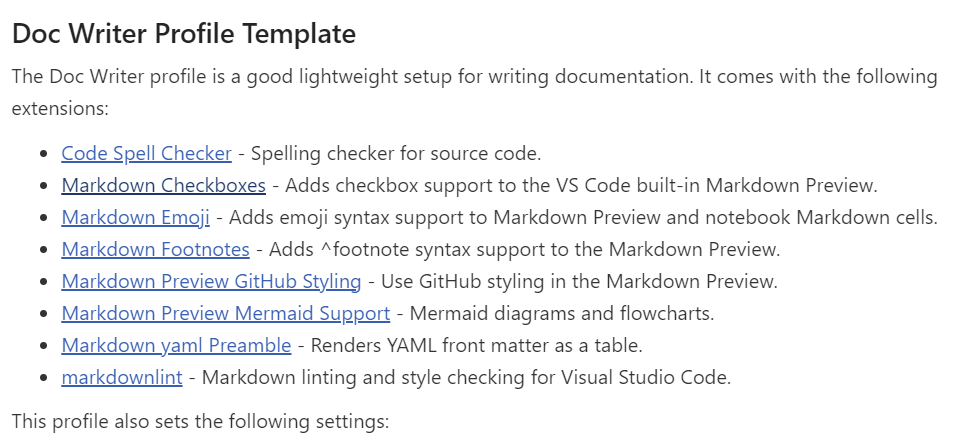 Doc Writer Profile Template
The Doc Writer profile is a good lightweight setup for writing documentation. It comes with the following
extensions:
• Code Spell Checker - Spelling checker for source code.
• Markdown Checkboxes - Adds checkbox support to the VS Code built-in Markdown Preview.
• Markdown Emoji - Adds emoji syntax support to Markdown Preview and notebook Markdown cells.
• Markdown Footnotes - Adds ^footnote syntax support to the Markdown Preview.
• Markdown Preview GitHub Styling - Use GitHub styling in the Markdown Preview.
• Markdown Preview Mermaid Support - Mermaid diagrams and flowcharts.
• Markdown yaml Preamble - Renders YAML front matter as a table.
• markdownlint - Markdown linting and style checking for Visual Studio Code.
This profile also sets the following settings: